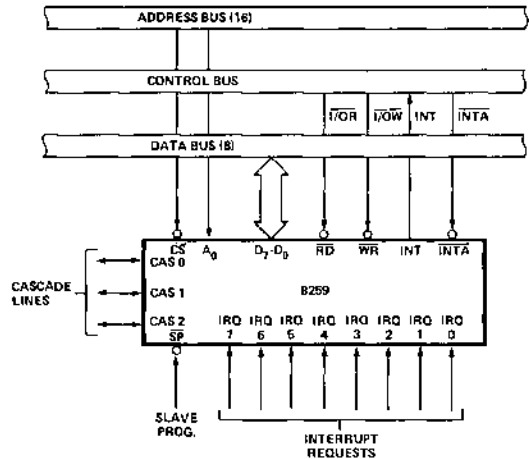 ADDRESS BUS (16)
CONTROL BUS
I/OR I/OW INT INTA
DATA BUS (8)
CS A0 D7-D0 RD WR INT INTA
CAS 0
CASCADE
LINES
CAS 1
8259
CAS 2
SP
IRQ IRQ IRQ IRQ IRQ IRQ IRQ IRQ
7 6 5 4 3 2 1 0
SLAVE
PROG.
INTERRUPT
REQUESTS